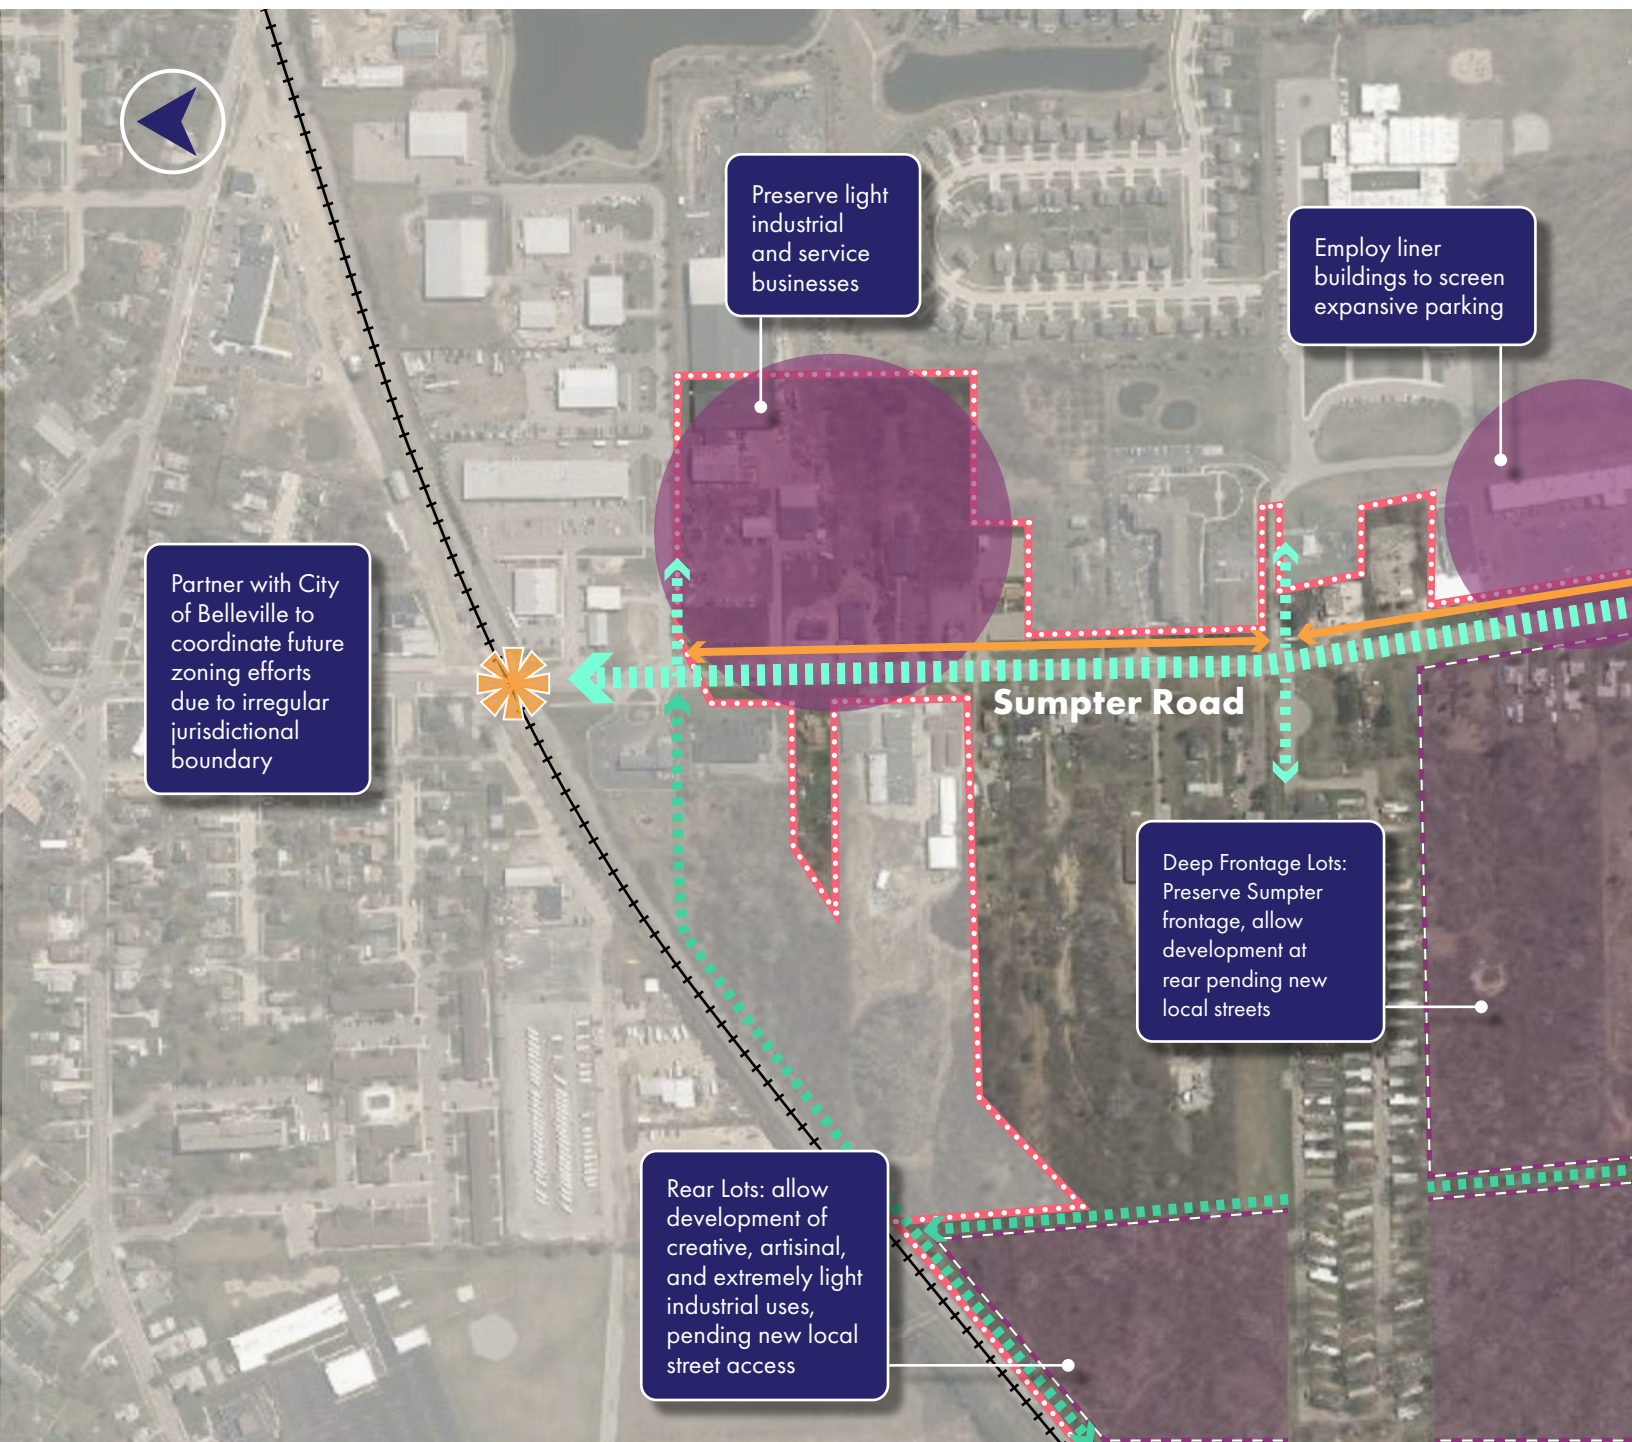 Preserve light
industrial
and service
businesses
Employ liner
buildings to screen
expansive parking
Partner with City
of Belleville to
coordinate future
zoning efforts
due to irregular
jurisdictional
boundary
Sumpter Road
Deep Frontage Lots:
Preserve Sumpter
frontage, allow
development at
rear pending new
local streets
Rear Lots: allow
development of
creative, artisinal,
and extremely light
industrial uses,
pending new local
street access